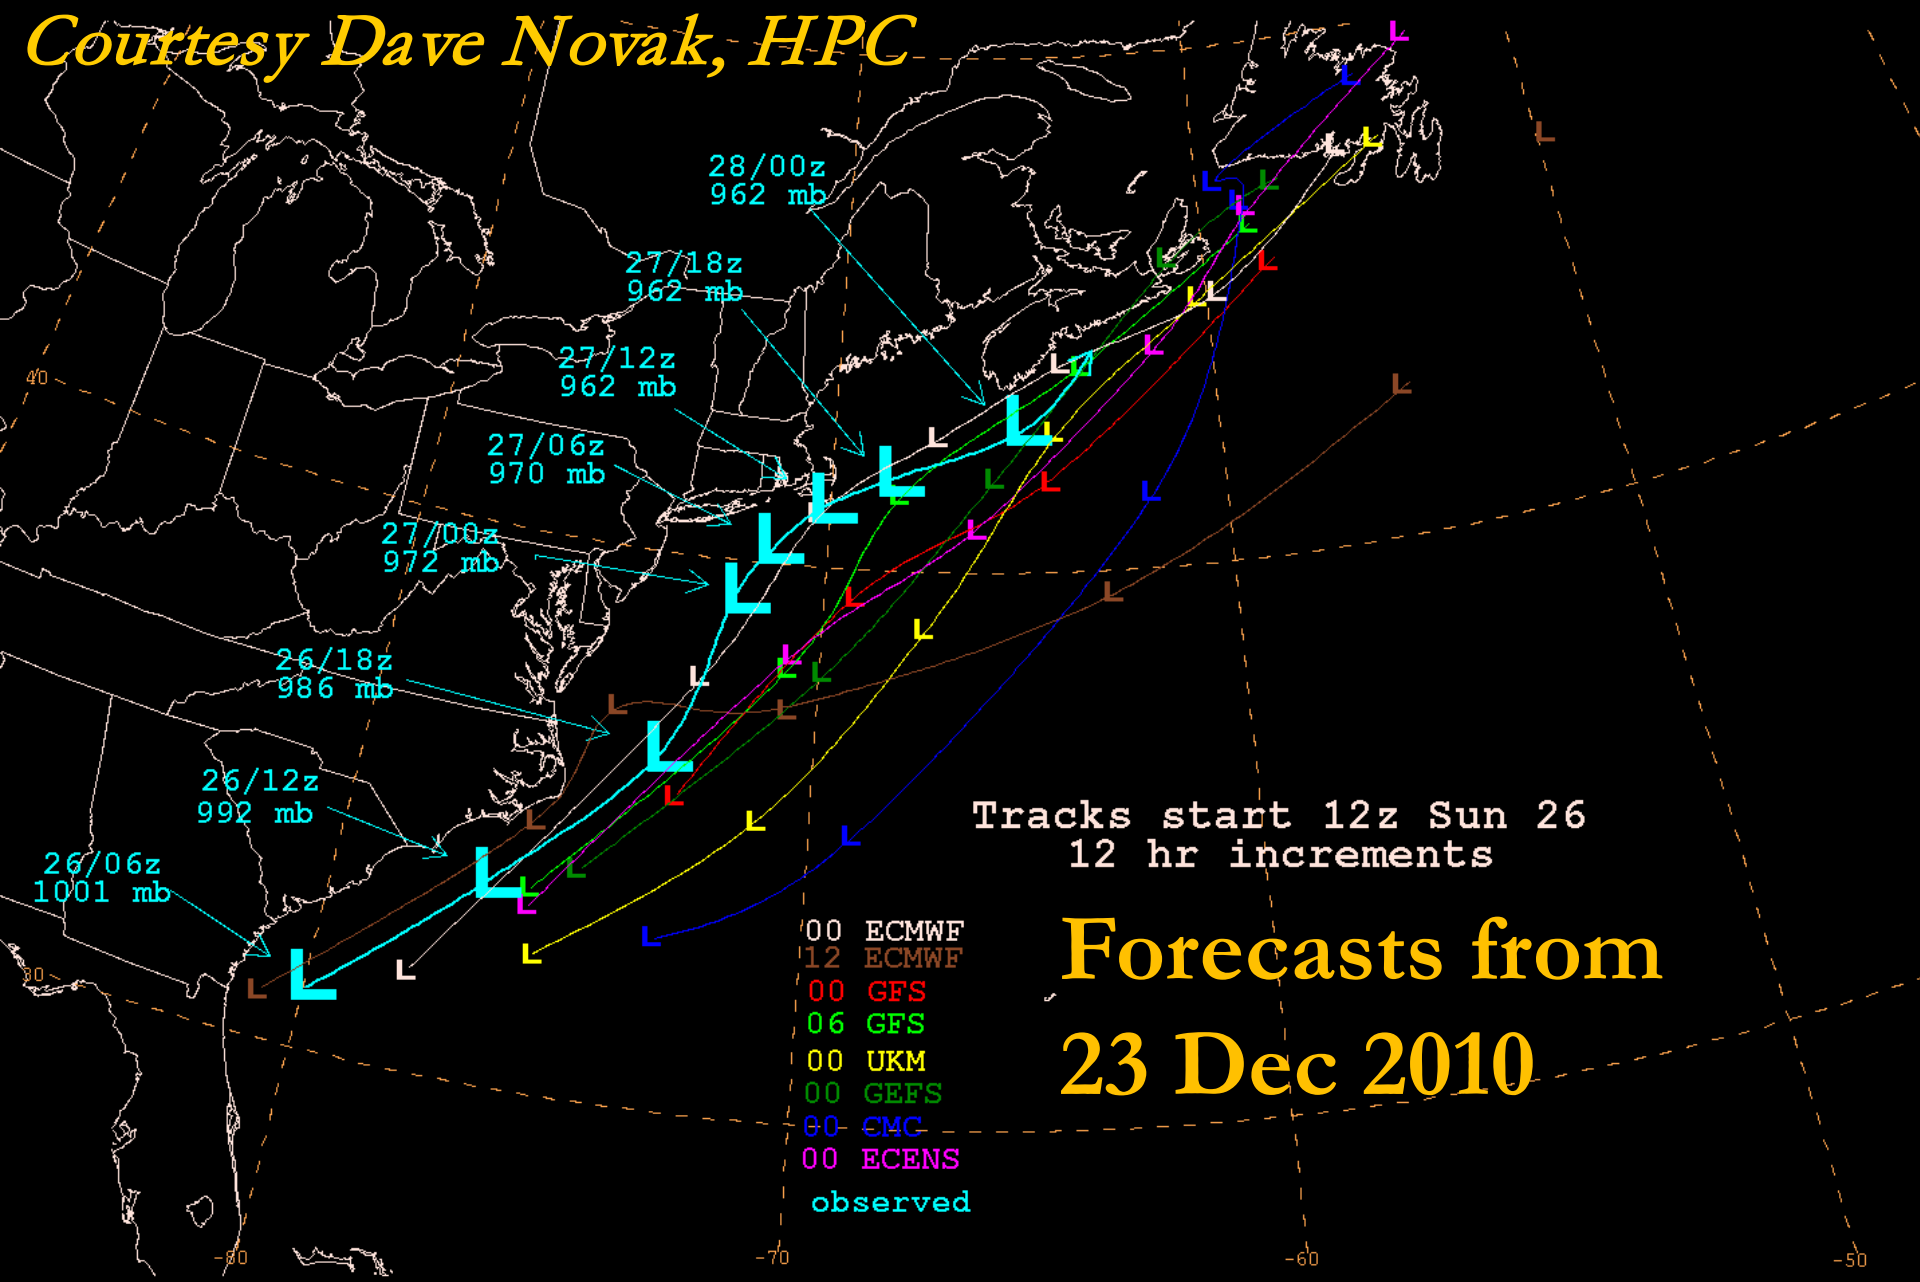 Courtesy Dave Novak, HPC
28/00z
962 mb
27/18z
962 mb
27/12z
962 mb
40
27/06z
970 mb
27/00z
972 mb
26/18z
986 mb
26/12z
992 mb
26/06z
1001 mb
30
Tracks start 12z Sun 26
12 hr increments
00 ECMWF
12 ECMWF
00 GFS
06 GFS
00 UKM
00 GEFS
00 CMC
00 ECENS
observed
Forecasts from
23 Dec 2010
-80
-70
-60
-50